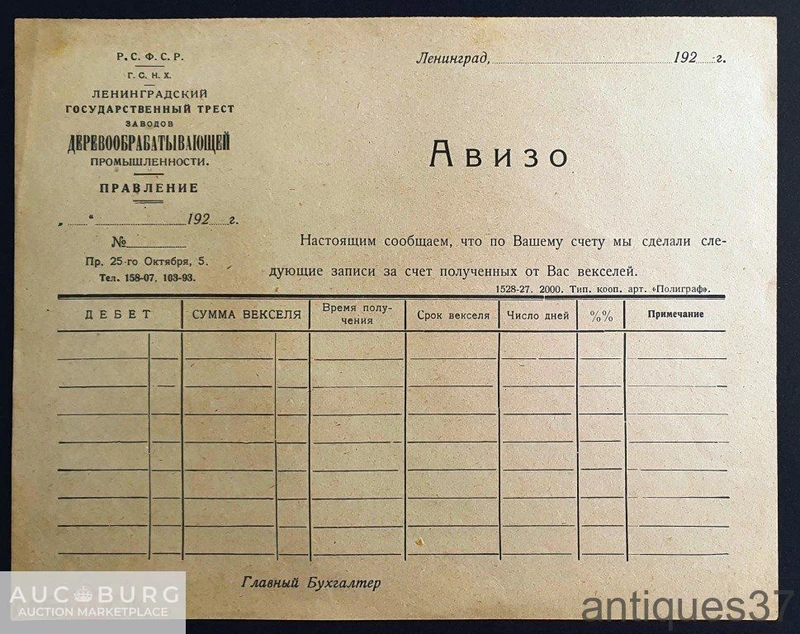 Р. С. Ф. С. Р.
Г. С. Н. Х.
ЛЕНИНГРАДСКИЙ
ГОСУДАРСТВЕННЫЙ ТРЕСТ
ЗАВОДОВ
ДЕРЕВООБРАБАТЫВАЮЩЕЙ
ПРОМЫШЛЕННОСТИ.
ПРАВЛЕНИЕ
„ “ 192 г.
№
Пр. 25-го Октября, 5.
Тел. 158-07, 103-93.
Ленинград, 192 г.
Авизо
Настоящим сообщаем, что по Вашему счету мы сделали сле-
дующие записи за счет полученных от Вас векселей.
1528-27. 2000. Тип. кооп. арт. «Полиграф».
ДЕБЕТ СУММА ВЕКСЕЛЯ Время полу-
чения Срок векселя Число дней %% Примечание
Главный Бухгалтер
AUCBURG
AUCTION MARKETPLACE
antiques37